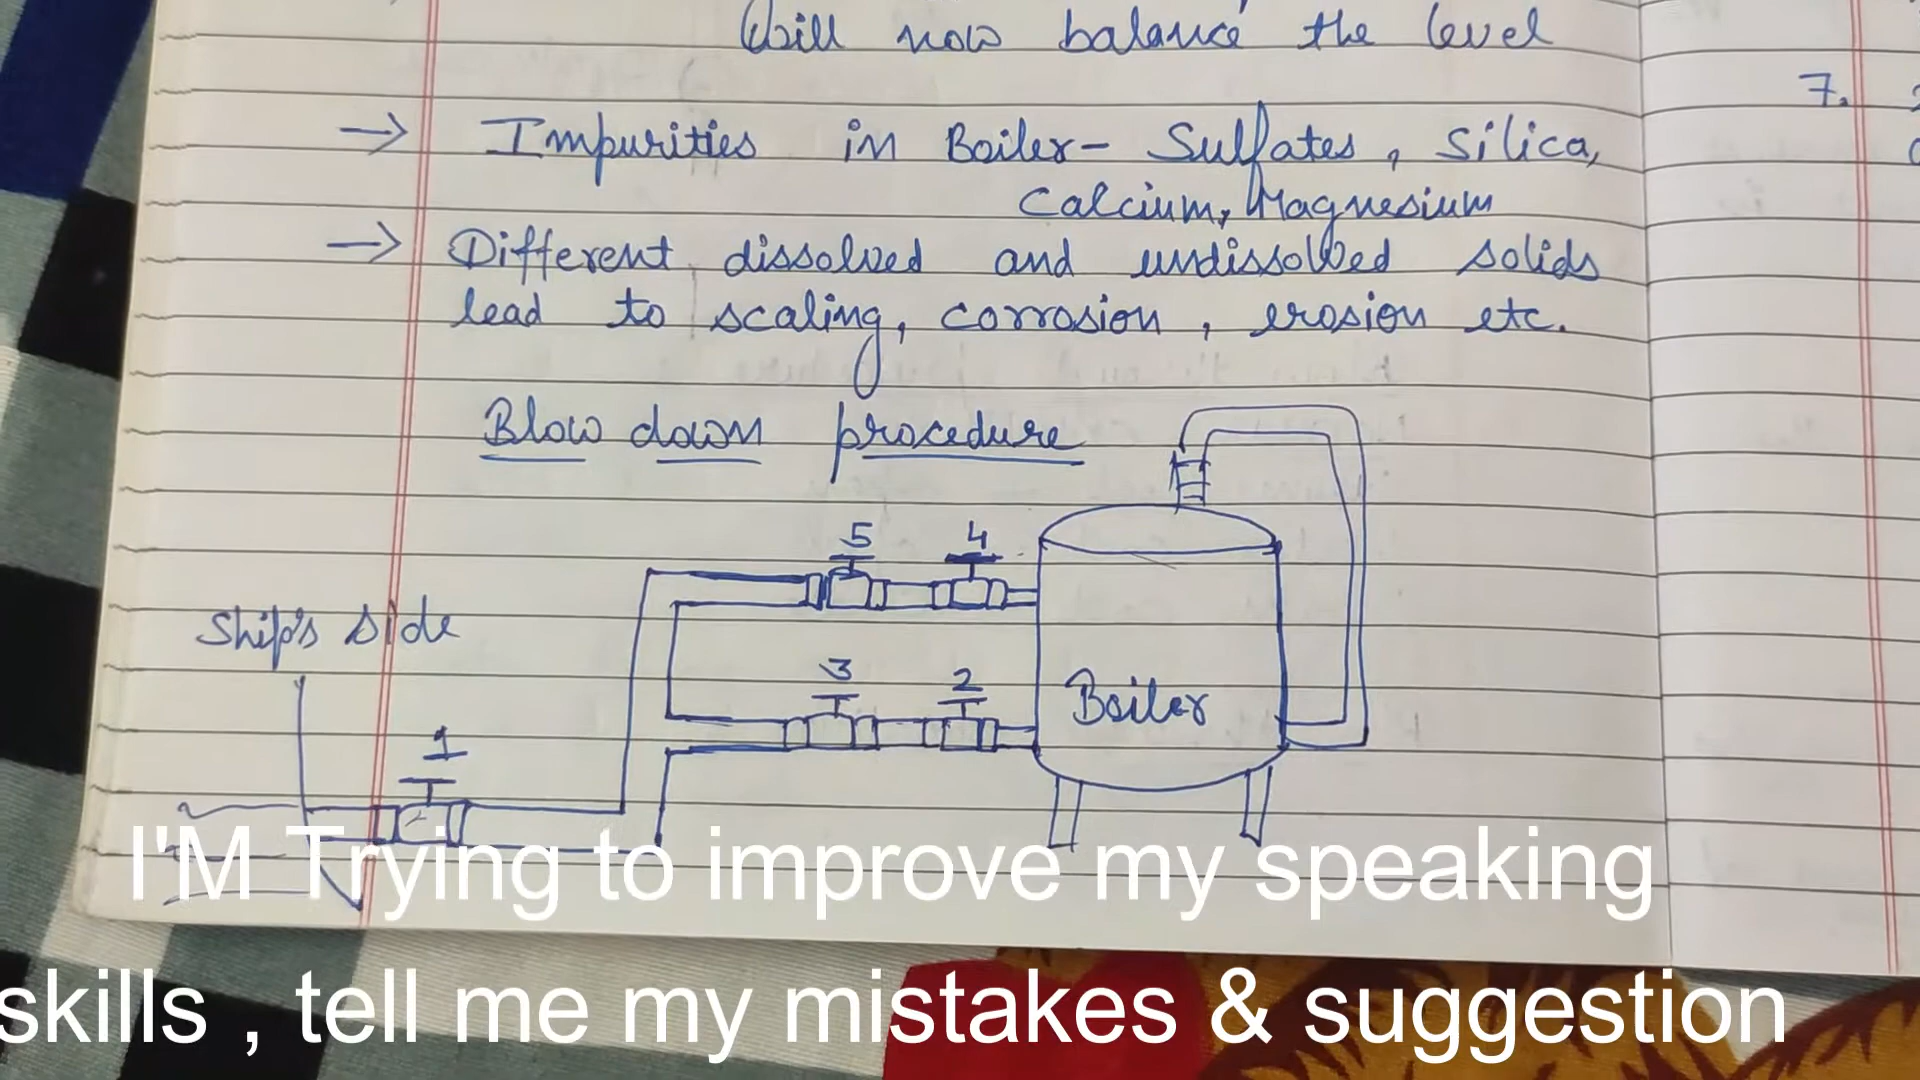 Will now balance the level
→ Impurities in Boiler- Sulfates, Silica,
Calcium, Magnesium
→ Different dissolved and undissolved solids
lead to scaling, corrosion, erosion etc.
Blow down procedure
5 4
Ship's side
3 2
Boiler
1
7.
I'M Trying to improve my speaking
skills , tell me my mistakes & suggestion